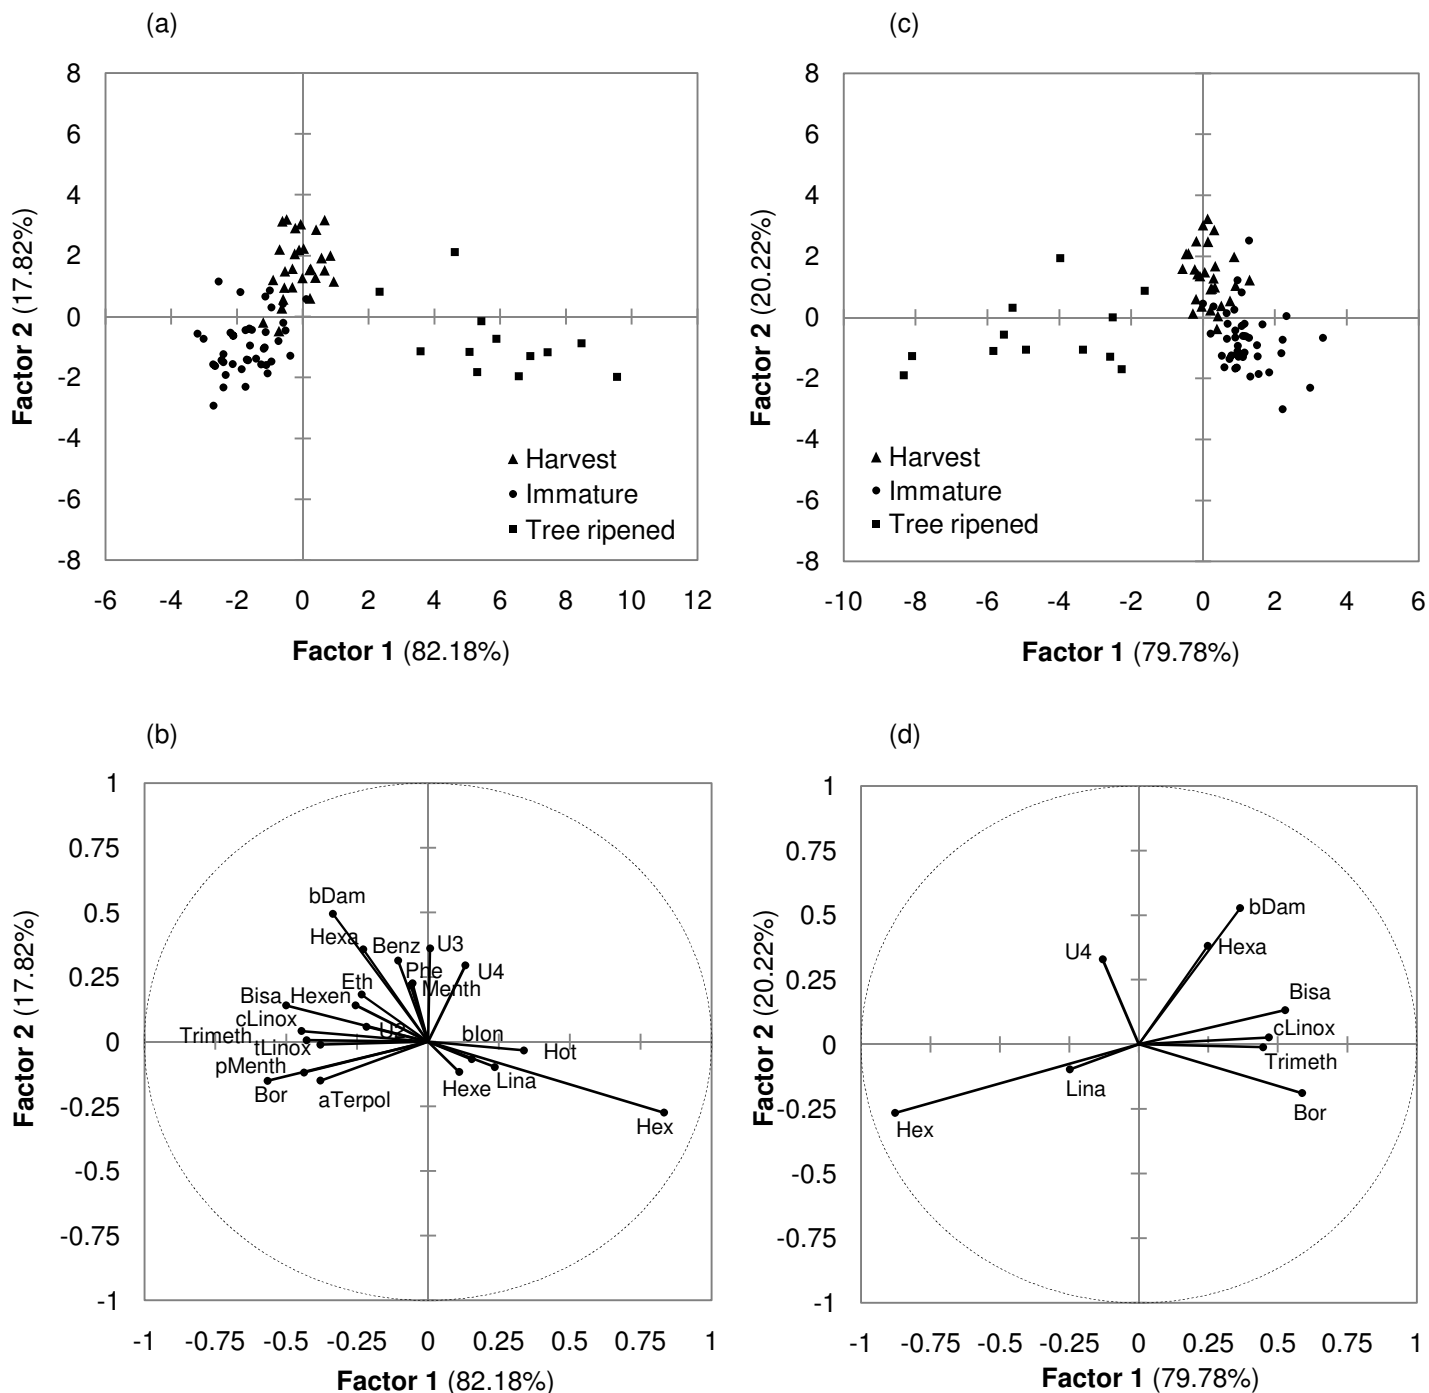 (a)
8
6
4
2
0
-2
-4
-6
-8
-6 -4 -2 0 2 4 6 8 10 12
Factor 2 (17.82%)
Factor 1 (82.18%)
Harvest
Immature
Tree ripened
(c)
8
6
4
2
0
-2
-4
-6
-8
-10 -8 -6 -4 -2 0 2 4 6
Factor 2 (20.22%)
Factor 1 (79.78%)
Harvest
Immature
Tree ripened
(b)
1
0.75
0.5
0.25
0
-0.25
-0.5
-0.75
-1
-1 -0.75 -0.5 -0.25 0 0.25 0.5 0.75 1
Factor 2 (17.82%)
Factor 1 (82.18%)
bDam
Hexa
Benz
U3
Phe
U4
Eth
Menth
Bisa
Hexen
cLinox
U2
bIon
Trimeth
tLinox
Hot
pMenth
Bor
aTerpol
Hexe
Lina
Hex
(d)
1
0.75
0.5
0.25
0
-0.25
-0.5
-0.75
-1
-1 -0.75 -0.5 -0.25 0 0.25 0.5 0.75 1
Factor 2 (20.22%)
Factor 1 (79.78%)
bDam
Hexa
U4
Bisa
cLinox
Trimeth
Lina
Bor
Hex